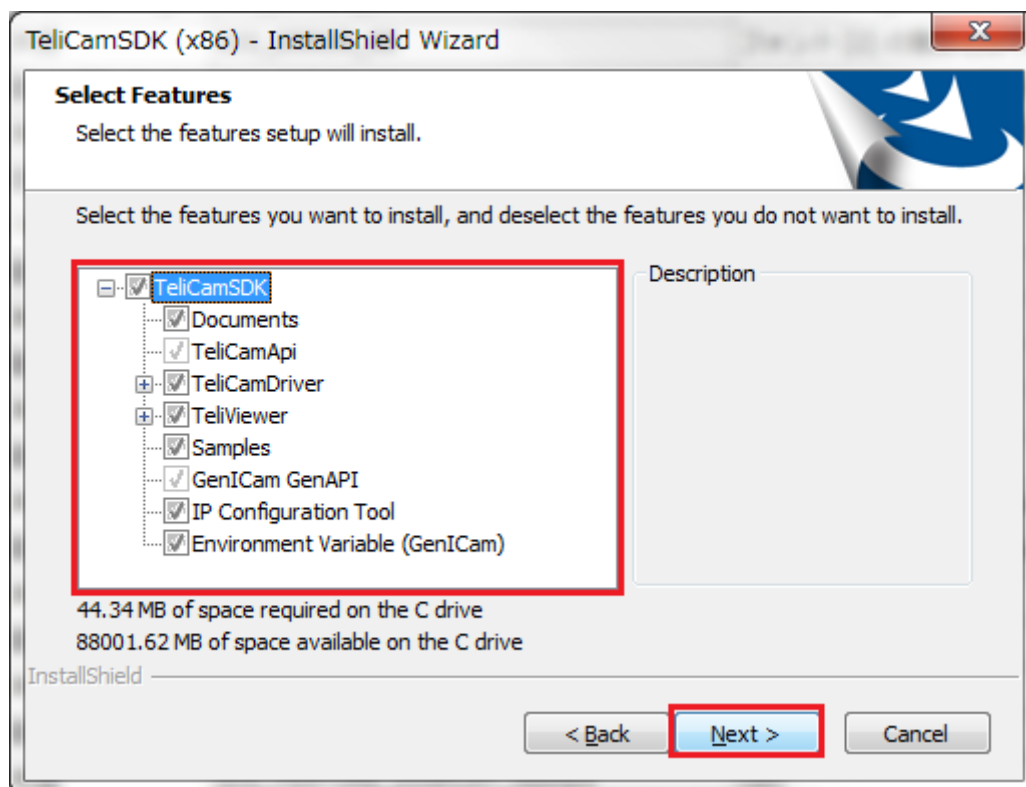 TeliCamSDK (x86) - InstallShield Wizard
Select Features
Select the features setup will install.
Select the features you want to install, and deselect the features you do not want to install.
TeliCamSDK
Documents
TeliCamApi
TeliCamDriver
TeliViewer
Samples
GenICam GenAPI
IP Configuration Tool
Environment Variable (GenICam)
Description
44.34 MB of space required on the C drive
88001.62 MB of space available on the C drive
InstallShield
< Back
Next >
Cancel